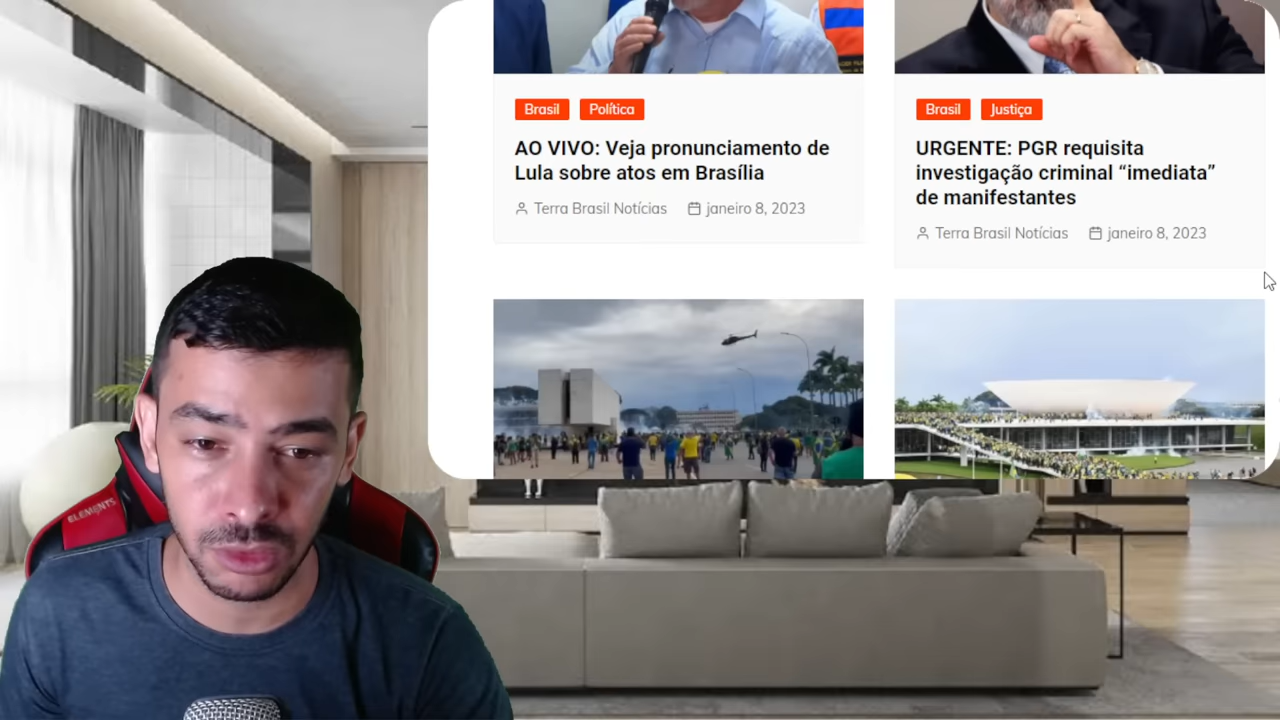 Brasil
Política
AO VIVO: Veja pronunciamento de
Lula sobre atos em Brasília
Terra Brasil Notícias
janeiro 8, 2023
Brasil
Justiça
URGENTE: PGR requisita
investigação criminal “imediata”
de manifestantes
Terra Brasil Notícias
janeiro 8, 2023
ELEMENTS